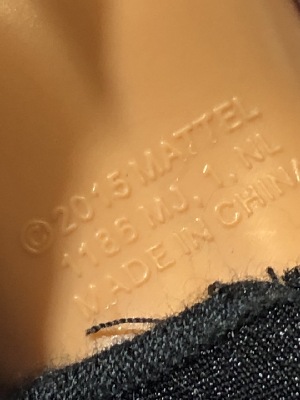 ©2015 MATTEL
1186 MJ, 1, NL
MADE IN CHINA